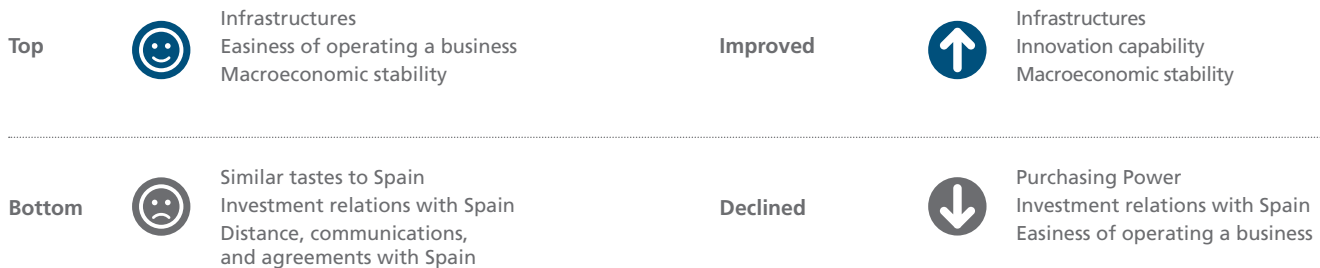 Top
Infrastructures
Easiness of operating a business
Macroeconomic stability
Improved
Infrastructures
Innovation capability
Macroeconomic stability
Bottom
Similar tastes to Spain
Investment relations with Spain
Distance, communications,
and agreements with Spain
Declined
Purchasing Power
Investment relations with Spain
Easiness of operating a business